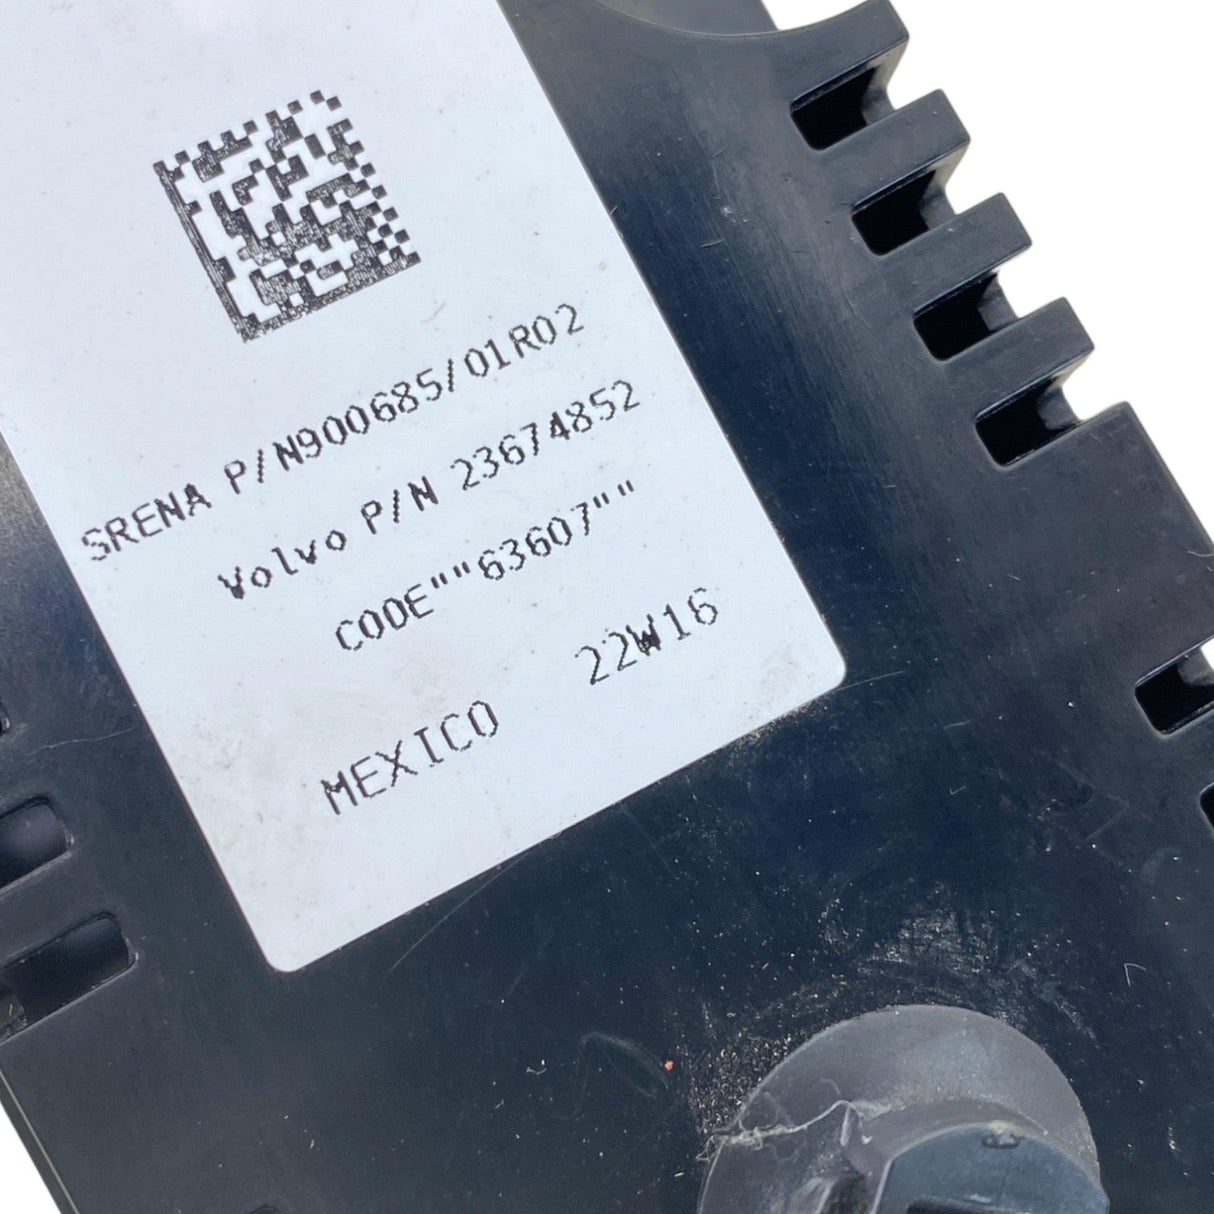 SRENA P/N900685/01R02
Volvo P/N 23674852
CODE""63607""
MEXICO 22W16